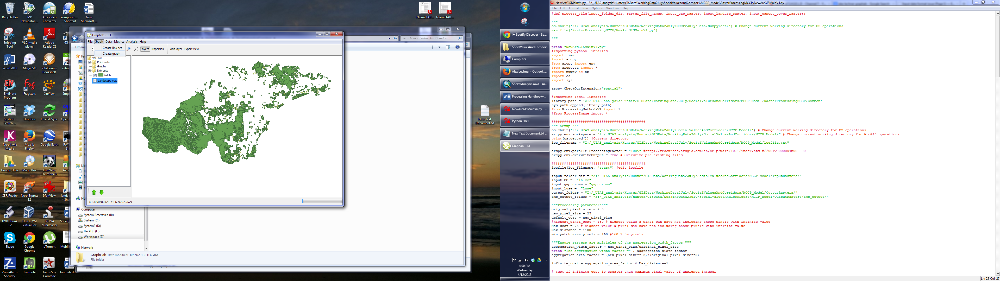 Recycle Bin
MP Navigator ...
Any Video Converter
kompozer.... - Shortcut
New Microsoft ...
Snipping Tool
VLC media player
Adobe Reader XI
Word 2013
MagicISO
VitalSource Bookshelf
EndNote Program
Fragstats
XnView
Spybot - Search ...
Dropbox
FreeFileSync
Nero Kwik Media
Mozilla Firefox
Google Earth
Google Drive
MagicDisc
IrfanView Thumbnails
CBR Reader
Nero Express 12
IrfanView
DVD Shrink 3.2
Oracle VM VirtualBox
IVONA MiniReader
Skype
Google Chrome
µTorrent
ZoneAlarm Security
Evernote
GameSpy Comrade
Journals.do
NaimiEtAl1...
NaimiEtAl1...
New Text Document.txt
Search SocialValuesAndCorridors
Graphab - 1.1
File Graph Data Metrics Analysis Help
Create link set
Create graph
Layers Properties Add layer Export view
Val Low
Point sets
Graphs
Link sets
Patch
Landscape map
X : 309048.864 - Y : 6397576.579
Computer
System Resereved (B:)
System (C:)
System2 (D:)
BackUp (E:)
Workspace (Z:)
Network
GraphHab Date modified: 30/09/2013 11:32 AM
File folder
Spotify Discover - Sp...
SocialValuesAndCorridors
Computer
Alex Lechner - Outlook ...
SocValAnalysis.mxd - Ar...
Processing Handbookv...
NewArcGISMainV4.py - ...
Python Shell
New Text Document.txt ...
Graphab - 1.1
4:00 PM
Wednesday
4/12/2013
NewArcGISMainV4.py - Z:\_UTAS_analysis\Hunter\GISData\WorkingData2July\SocialValuesAndCorridors\MCCP_Model\RasterProcessingMCCP\NewArcGISMainV4.py
File Edit Format Run Options Windows Help
#def process_tile(input_folder_dir, raster_file_names, input_gap_raster, input_landuse_raster, input_canopy_cover_raster):
"""
os.chdir('Z:/_UTAS_analysis/Hunter/GISData/WorkingData2July/MCCP2July/Data/NumpyTest/') # Change current working directory for OS operations
execfile('RasterProcessingMCCP/NewArcGISMainV4.py')
"""
print "NewArcGISMainV4.py"
#Importing python libraries
import time
import arcpy
from arcpy import env
from arcpy.sa import *
import numpy as np
import os
import sys
arcpy.CheckOutExtension("spatial")
#Importing local libraries
library_path = 'Z:/_UTAS_analysis/Hunter/GISData/WorkingData2July/SocialValuesAndCorridors/MCCP_Model/RasterProcessingMCCP/Common'
sys.path.append(library_path)
from ProcessingMethodsV2 import *
#from ProcessImage import *
#############################################
""" Setup """
os.chdir('Z:/_UTAS_analysis/Hunter/GISData/WorkingData2July/SocialValuesAndCorridors/MCCP_Model/') # Change current working directory for OS operations
arcpy.env.workspace = "Z:/_UTAS_analysis/Hunter/GISData/WorkingData2July/SocialValuesAndCorridors/MCCP_Model/" # Change current working directory for ArcGIS operations
print(os.getcwd()) #Current directory
log_filename = "Z:/_UTAS_analysis/Hunter/GISData/WorkingData2July/SocialValuesAndCorridors/MCCP_Model/logfile.txt"
arcpy.env.parallelProcessingFactor = "100%" #http://resources.arcgis.com/en/help/main/10.1/index.html#//001w0000004m000000
arcpy.env.overwriteOutput = True # Overwrite pre-existing files
#############################################
logfile(log_filename, "start") #edit logfile
input_folder_dir = "Z:/_UTAS_analysis/Hunter/GISData/WorkingData2July/SocialValuesAndCorridors/MCCP_Model/InputRasters/"
input_CC = "lh_cc"
input_gap_cross = "gap_cross"
input_luse = "luse"
output_folder = "Z:/_UTAS_analysis/Hunter/GISData/WorkingData2July/SocialValuesAndCorridors/MCCP_Model/OutputRasters/"
tmp_output_folder = "Z:/_UTAS_analysis/Hunter/GISData/WorkingData2July/SocialValuesAndCorridors/MCCP_Model/OutputRasters/tmp_output/"
"""Processing parameters"""
original_pixel_size = 2.5
new_pixel_size = 25
default_cost = new_pixel_size
#highest_pixel_cost = 150 # highest value a pixel can have not including those pixels with infinite value
Max_cost = 75 # highest value a pixel can have not including those pixels with infinite value
Max_distance = 1100
min_patch_area_pixels = 160 #160 2.5m pixels
"""Ensure rasters are multiples of the aggregation_width_factor """
aggregation_width_factor = new_pixel_size/original_pixel_size
print "The aggregation_width_factor =" , aggregation_width_factor
aggregation_area_factor = (new_pixel_size** 2)/(original_pixel_size**2)
infinite_cost = aggregation_area_factor * Max_distance+1
# test if infinite cost is greater than maximum pixel value of unsigned integer
Ln: 25 Col: 27